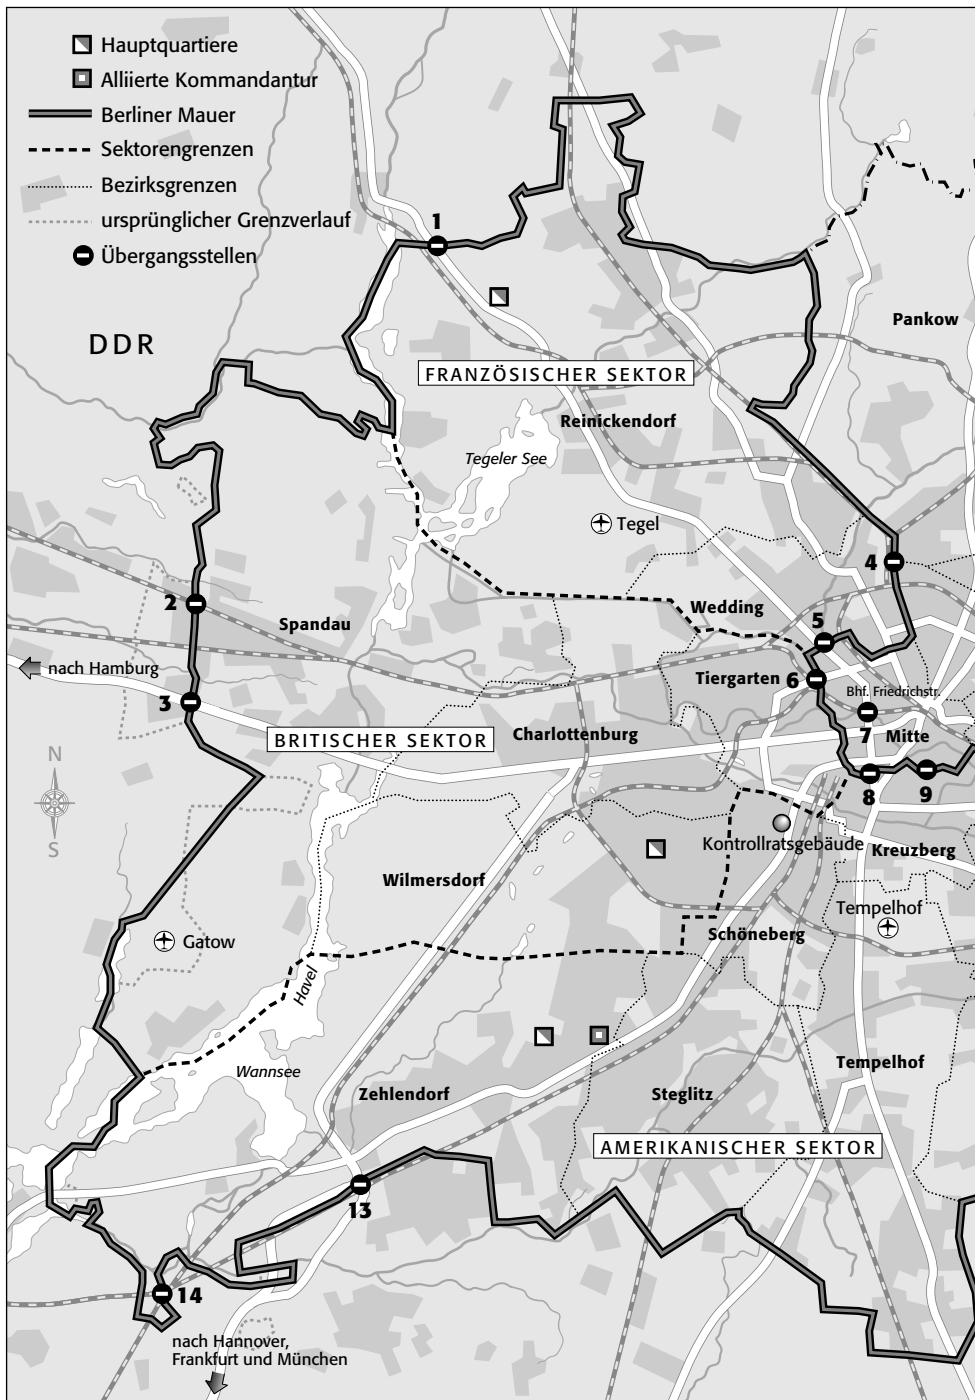 Hauptquartiere
Alliierte Kommandantur
Berliner Mauer
Sektorengrenzen
Bezirksgrenzen
ursprünglicher Grenzverlauf
Übergangsstellen
1
DDR
Pankow
FRANZÖSISCHER SEKTOR
Reinickendorf
Tegeler See
Tegel
4
2
Wedding
Spandau
5
nach Hamburg
Tiergarten
6
Bhf. Friedrichstr.
3
BRITISCHER SEKTOR
Charlottenburg
7
Mitte
N
S
8
9
Kontrollratsgebäude
Kreuzberg
Wilmersdorf
Tempelhof
Gatow
Schöneberg
Havel
Wannsee
Zehlendorf
Steglitz
Tempelhof
AMERIKANISCHER SEKTOR
13
14
nach Hannover,
Frankfurt und München